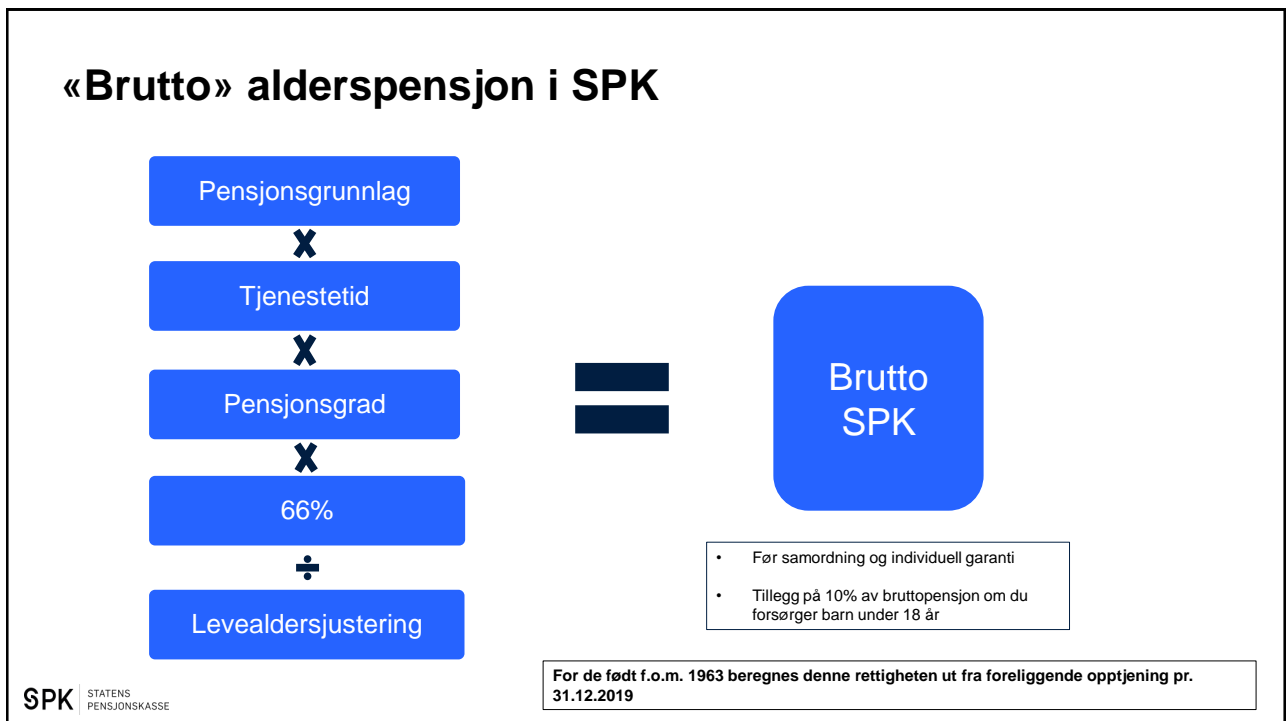 «Brutto» alderspensjon i SPK
Pensjonsgrunnlag
x
Tjenestetid
x
Pensjonsgrad
x
66%
÷
Levealdersjustering
=
Brutto
SPK
• Før samordning og individuell garanti
• Tillegg på 10% av bruttopensjon om du
forsørger barn under 18 år
For de født f.o.m. 1963 beregnes denne rettigheten ut fra foreliggende opptjening pr.
31.12.2019
SPK STATENS
PENSJONSKASSE